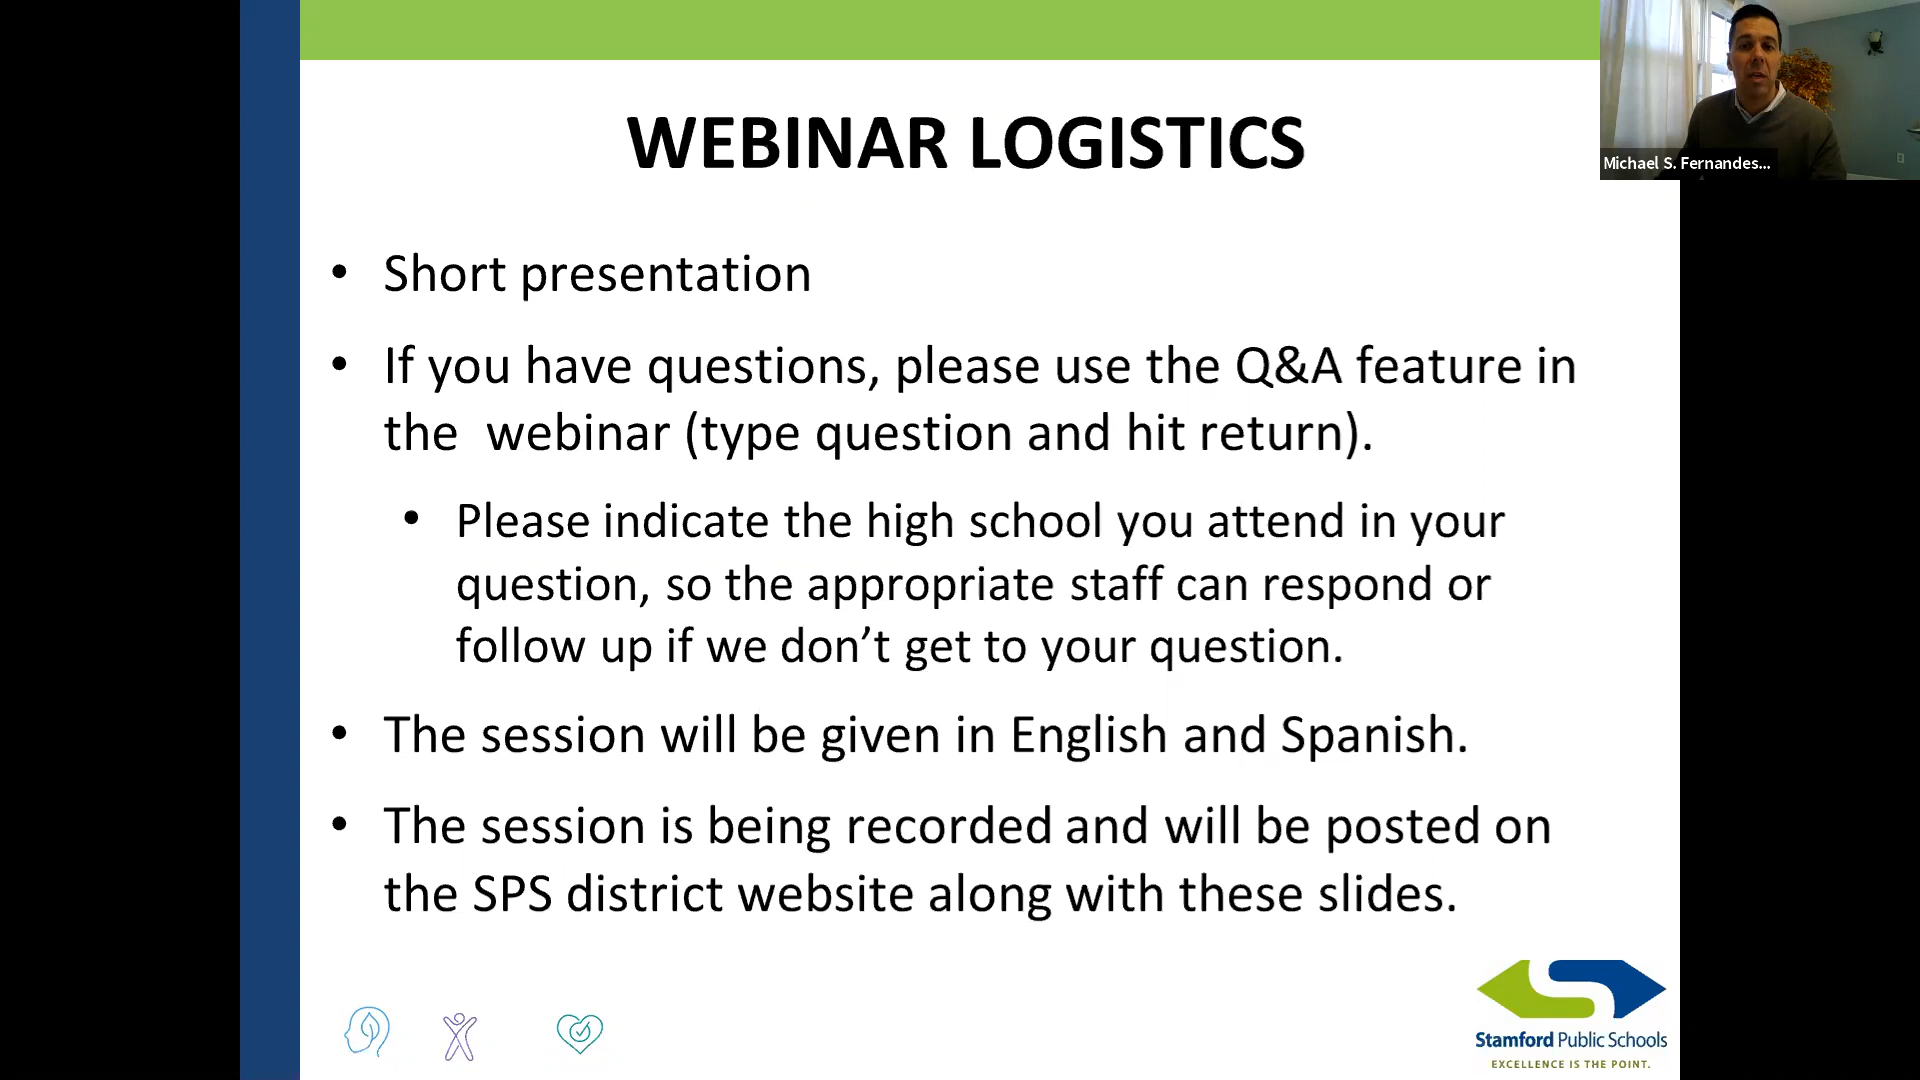 WEBINAR LOGISTICS
Michael S. Fernandes...
• Short presentation
• If you have questions, please use the Q&A feature in
the  webinar (type question and hit return).
• Please indicate the high school you attend in your
question, so the appropriate staff can respond or
follow up if we don’t get to your question.
• The session will be given in English and Spanish.
• The session is being recorded and will be posted on
the SPS district website along with these slides.
Stamford Public Schools
EXCELLENCE IS THE POINT.